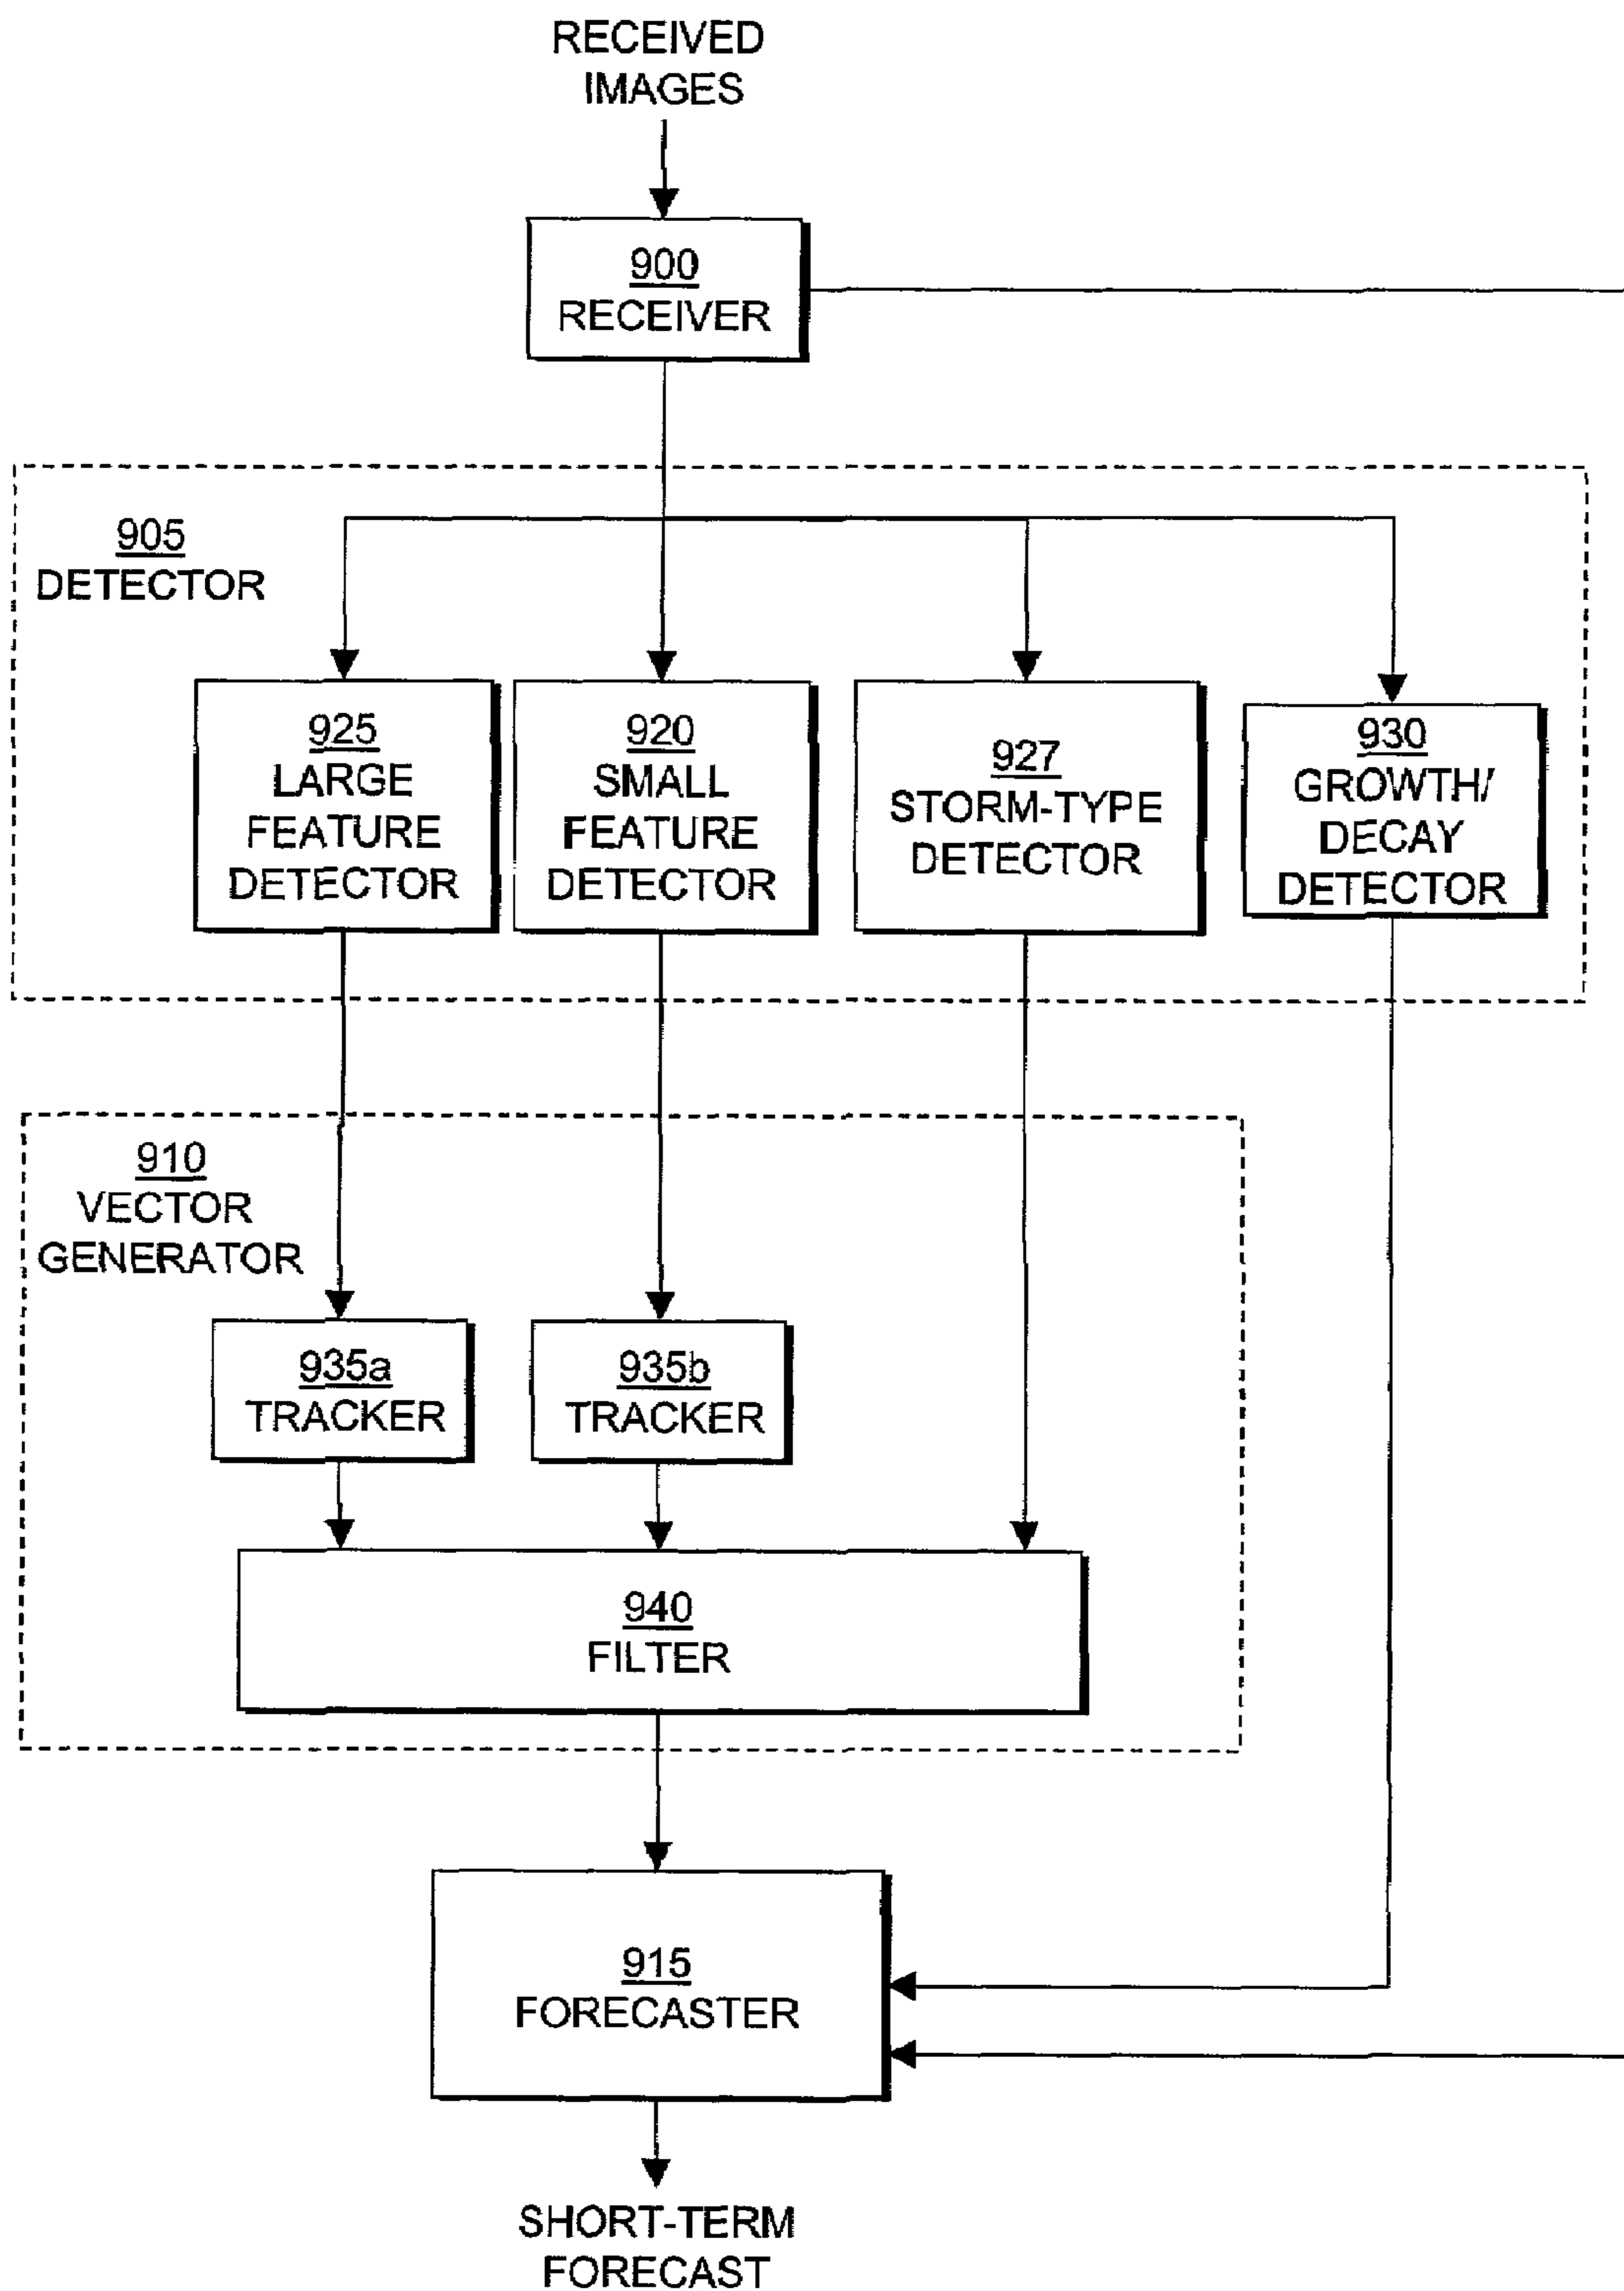 RECEIVED
IMAGES
900
RECEIVER
905
DETECTOR
925
LARGE
FEATURE
DETECTOR
920
SMALL
FEATURE
DETECTOR
927
STORM-TYPE
DETECTOR
930
GROWTH/
DECAY
DETECTOR
910
VECTOR
GENERATOR
935a
TRACKER
935b
TRACKER
940
FILTER
915
FORECASTER
SHORT-TERM
FORECAST